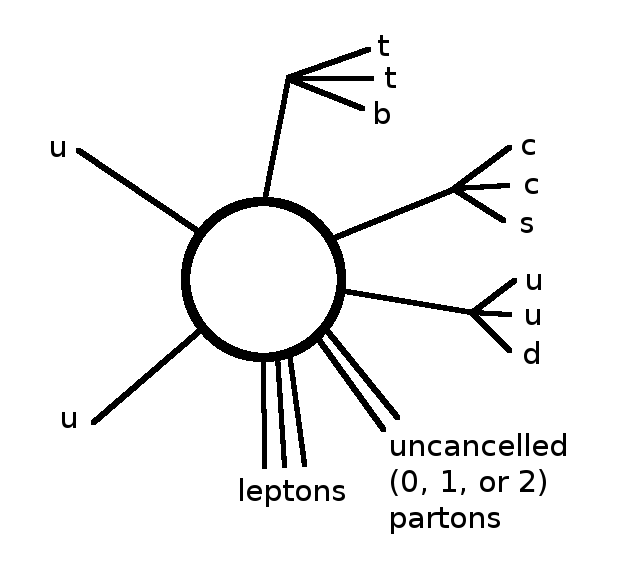 t
t
b
u
c
c
s
u
u
d
u
leptons
uncancelled
(0, 1, or 2)
partons